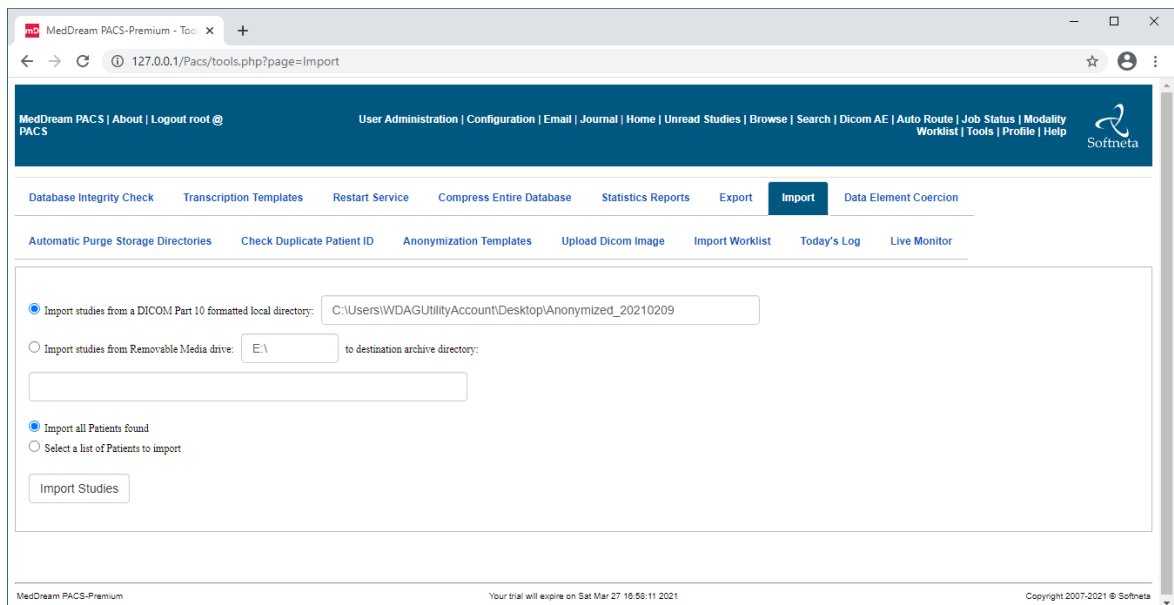 mD MedDream PACS-Premium - Too
127.0.0.1/Pacs/tools.php?page=Import
MedDream PACS | About | Logout root @
PACS
User Administration | Configuration | Email | Journal | Home | Unread Studies | Browse | Search | Dicom AE | Auto Route | Job Status | Modality
Worklist | Tools | Profile | Help
Softneta
Database Integrity Check Transcription Templates Restart Service Compress Entire Database Statistics Reports Export Import Data Element Coercion
Automatic Purge Storage Directories Check Duplicate Patient ID Anonymization Templates Upload Dicom Image Import Worklist Today's Log Live Monitor
Import studies from a DICOM Part 10 formatted local directory: C:\Users\WDAGUtilityAccount\Desktop\Anonymized_20210209
Import studies from Removable Media drive: E:\ to destination archive directory:
Import all Patients found
Select a list of Patients to import
Import Studies
MedDream PACS-Premium Your trial will expire on Sat Mar 27 16:58:11 2021 Copyright 2007-2021 © Softneta